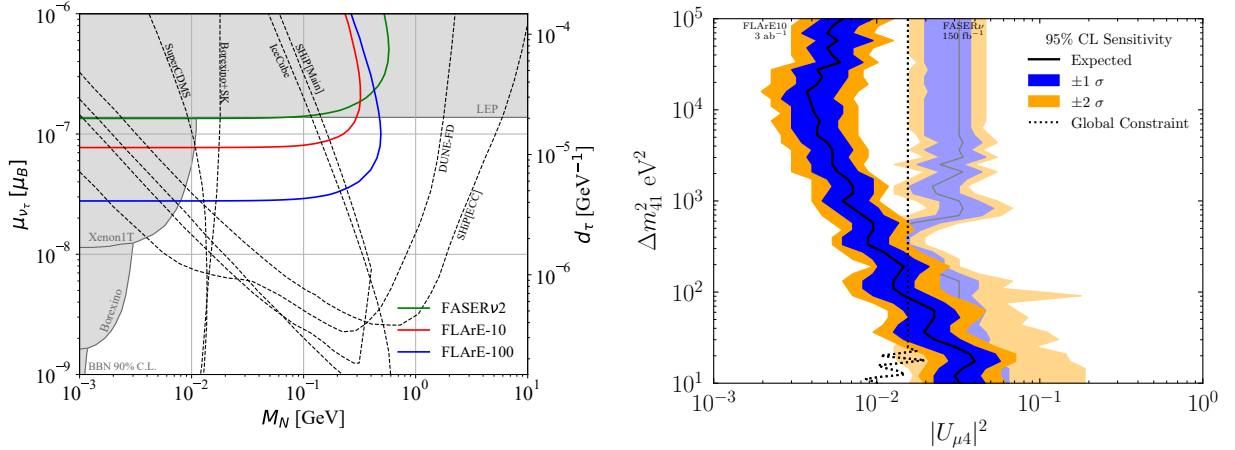 10⁻⁶
10⁻⁷
10⁻⁸
10⁻⁹
μ_ντ [μ_B]
SuperCDMS
Borexino+SK
IceCube
SHiP[Main]
LEP
DUNE-FD
SHiP[ECC]
Xenon1T
Borexino
BBN 90% C.L.
FASERν2
FLArE-10
FLArE-100
10⁻³
10⁻²
10⁻¹
10⁰
10¹
M_N [GeV]
10⁻⁴
10⁻⁵
10⁻⁶
d_τ [GeV⁻¹]
10⁵
10⁴
10³
10²
10¹
Δm²₄₁ eV²
FLArE10
3 ab⁻¹
FASERν
150 fb⁻¹
95% CL Sensitivity
Expected
±1 σ
±2 σ
Global Constraint
10⁻³
10⁻²
10⁻¹
10⁰
|U_μ4|²